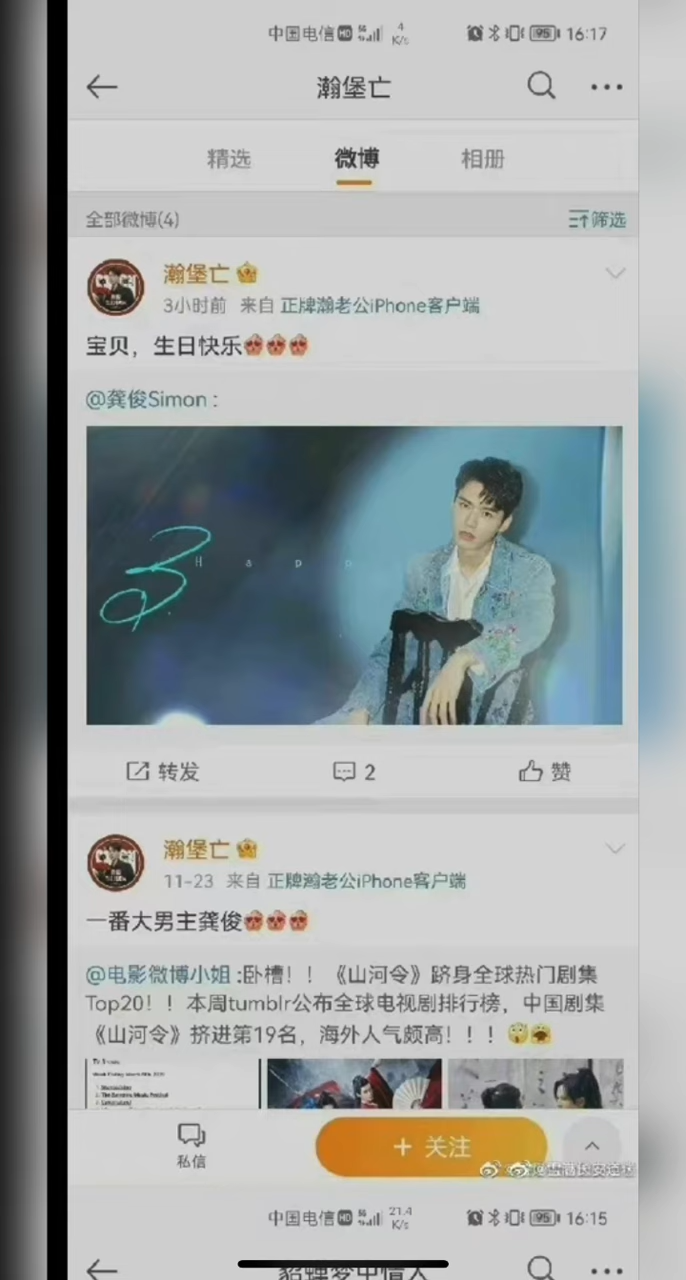 中国电信 HD 4 K/s 95 16:17
瀚堡亡
精选 微博 相册
全部微博(4) 筛选
瀚堡亡
3小时前 来自 正牌瀚老公iPhone客户端
宝贝，生日快乐
@龚俊Simon：
H a p p
转发 2 赞
瀚堡亡
11-23 来自 正牌瀚老公iPhone客户端
一番大男主龚俊
@电影微博小姐:卧槽！！《山河令》跻身全球热门剧集
Top20！！本周tumblr公布全球电视剧排行榜，中国剧集
《山河令》挤进第19名，海外人气颇高！！！
私信 + 关注
中国电信 HD 21.4 K/s 95 16:15